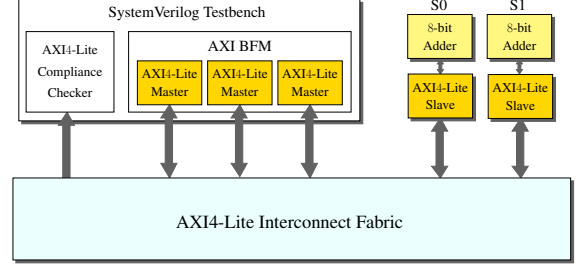 SystemVerilog Testbench
AXI4-Lite
Compliance
Checker
AXI BFM
AXI4-Lite
Master
AXI4-Lite
Master
AXI4-Lite
Master
S0
8-bit
Adder
AXI4-Lite
Slave
S1
8-bit
Adder
AXI4-Lite
Slave
AXI4-Lite Interconnect Fabric